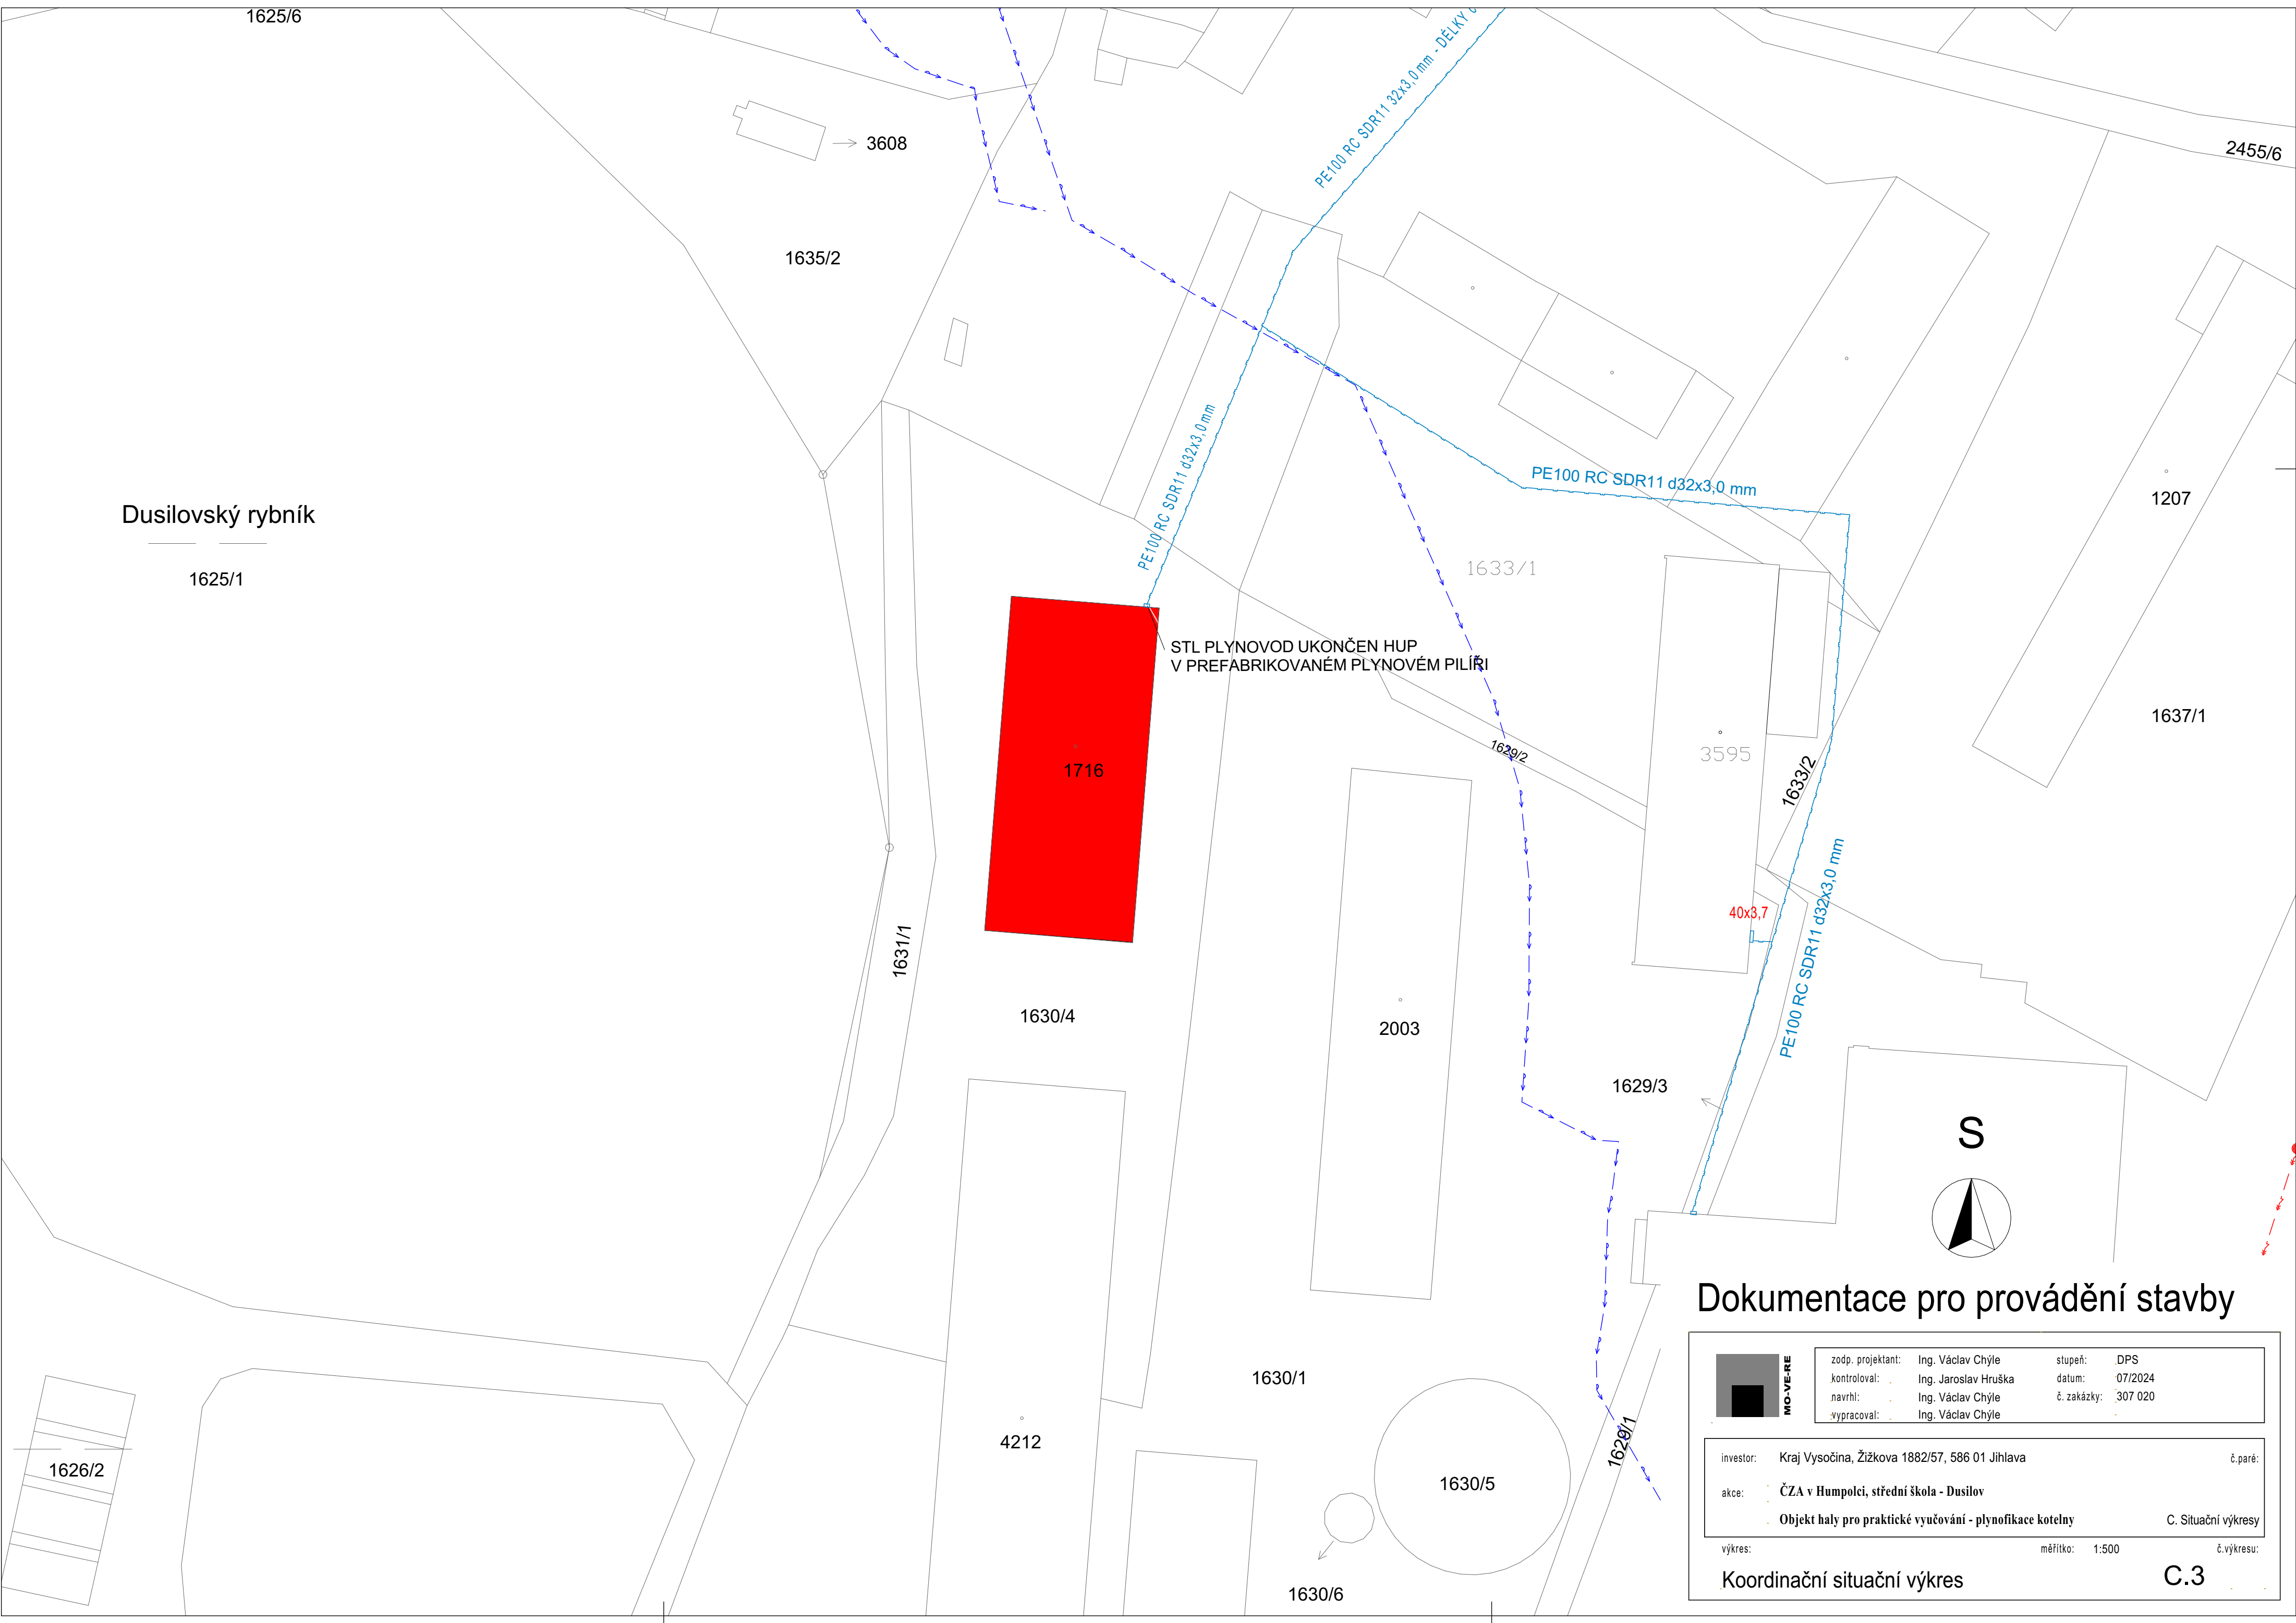 1625/6
PE100 RC SDR11 32x3,0 mm - DÉLKY
3608
2455/6
1635/2
PE100 RC SDR11 d32x3,0 mm
PE100 RC SDR11 d32x3,0 mm
1207
Dusilovský rybník
1625/1
1633/1
STL PLYNOVOD UKONČEN HUP
V PREFABRIKOVANÉM PLYNOVÉM PILÍŘI
1637/1
1629/2
3595
1716
1633/2
40x3,7
PE100 RC SDR11 d32x3,0 mm
1631/1
1630/4
2003
1629/3
S
Dokumentace pro provádění stavby
MO-VE-RE
zodp. projektant: Ing. Václav Chýle stupeň: DPS
kontroloval: Ing. Jaroslav Hruška datum: 07/2024
navrhl: Ing. Václav Chýle č. zakázky: 307 020
vypracoval: Ing. Václav Chýle
1630/1
1629/1
4212
1626/2
1630/5
1630/6
investor: Kraj Vysočina, Žižkova 1882/57, 586 01 Jihlava č.paré:
akce: ČZA v Humpolci, střední škola - Dusilov
Objekt haly pro praktické vyučování - plynofikace kotelny C. Situační výkresy
výkres: měřítko: 1:500 č.výkresu:
Koordinační situační výkres C.3